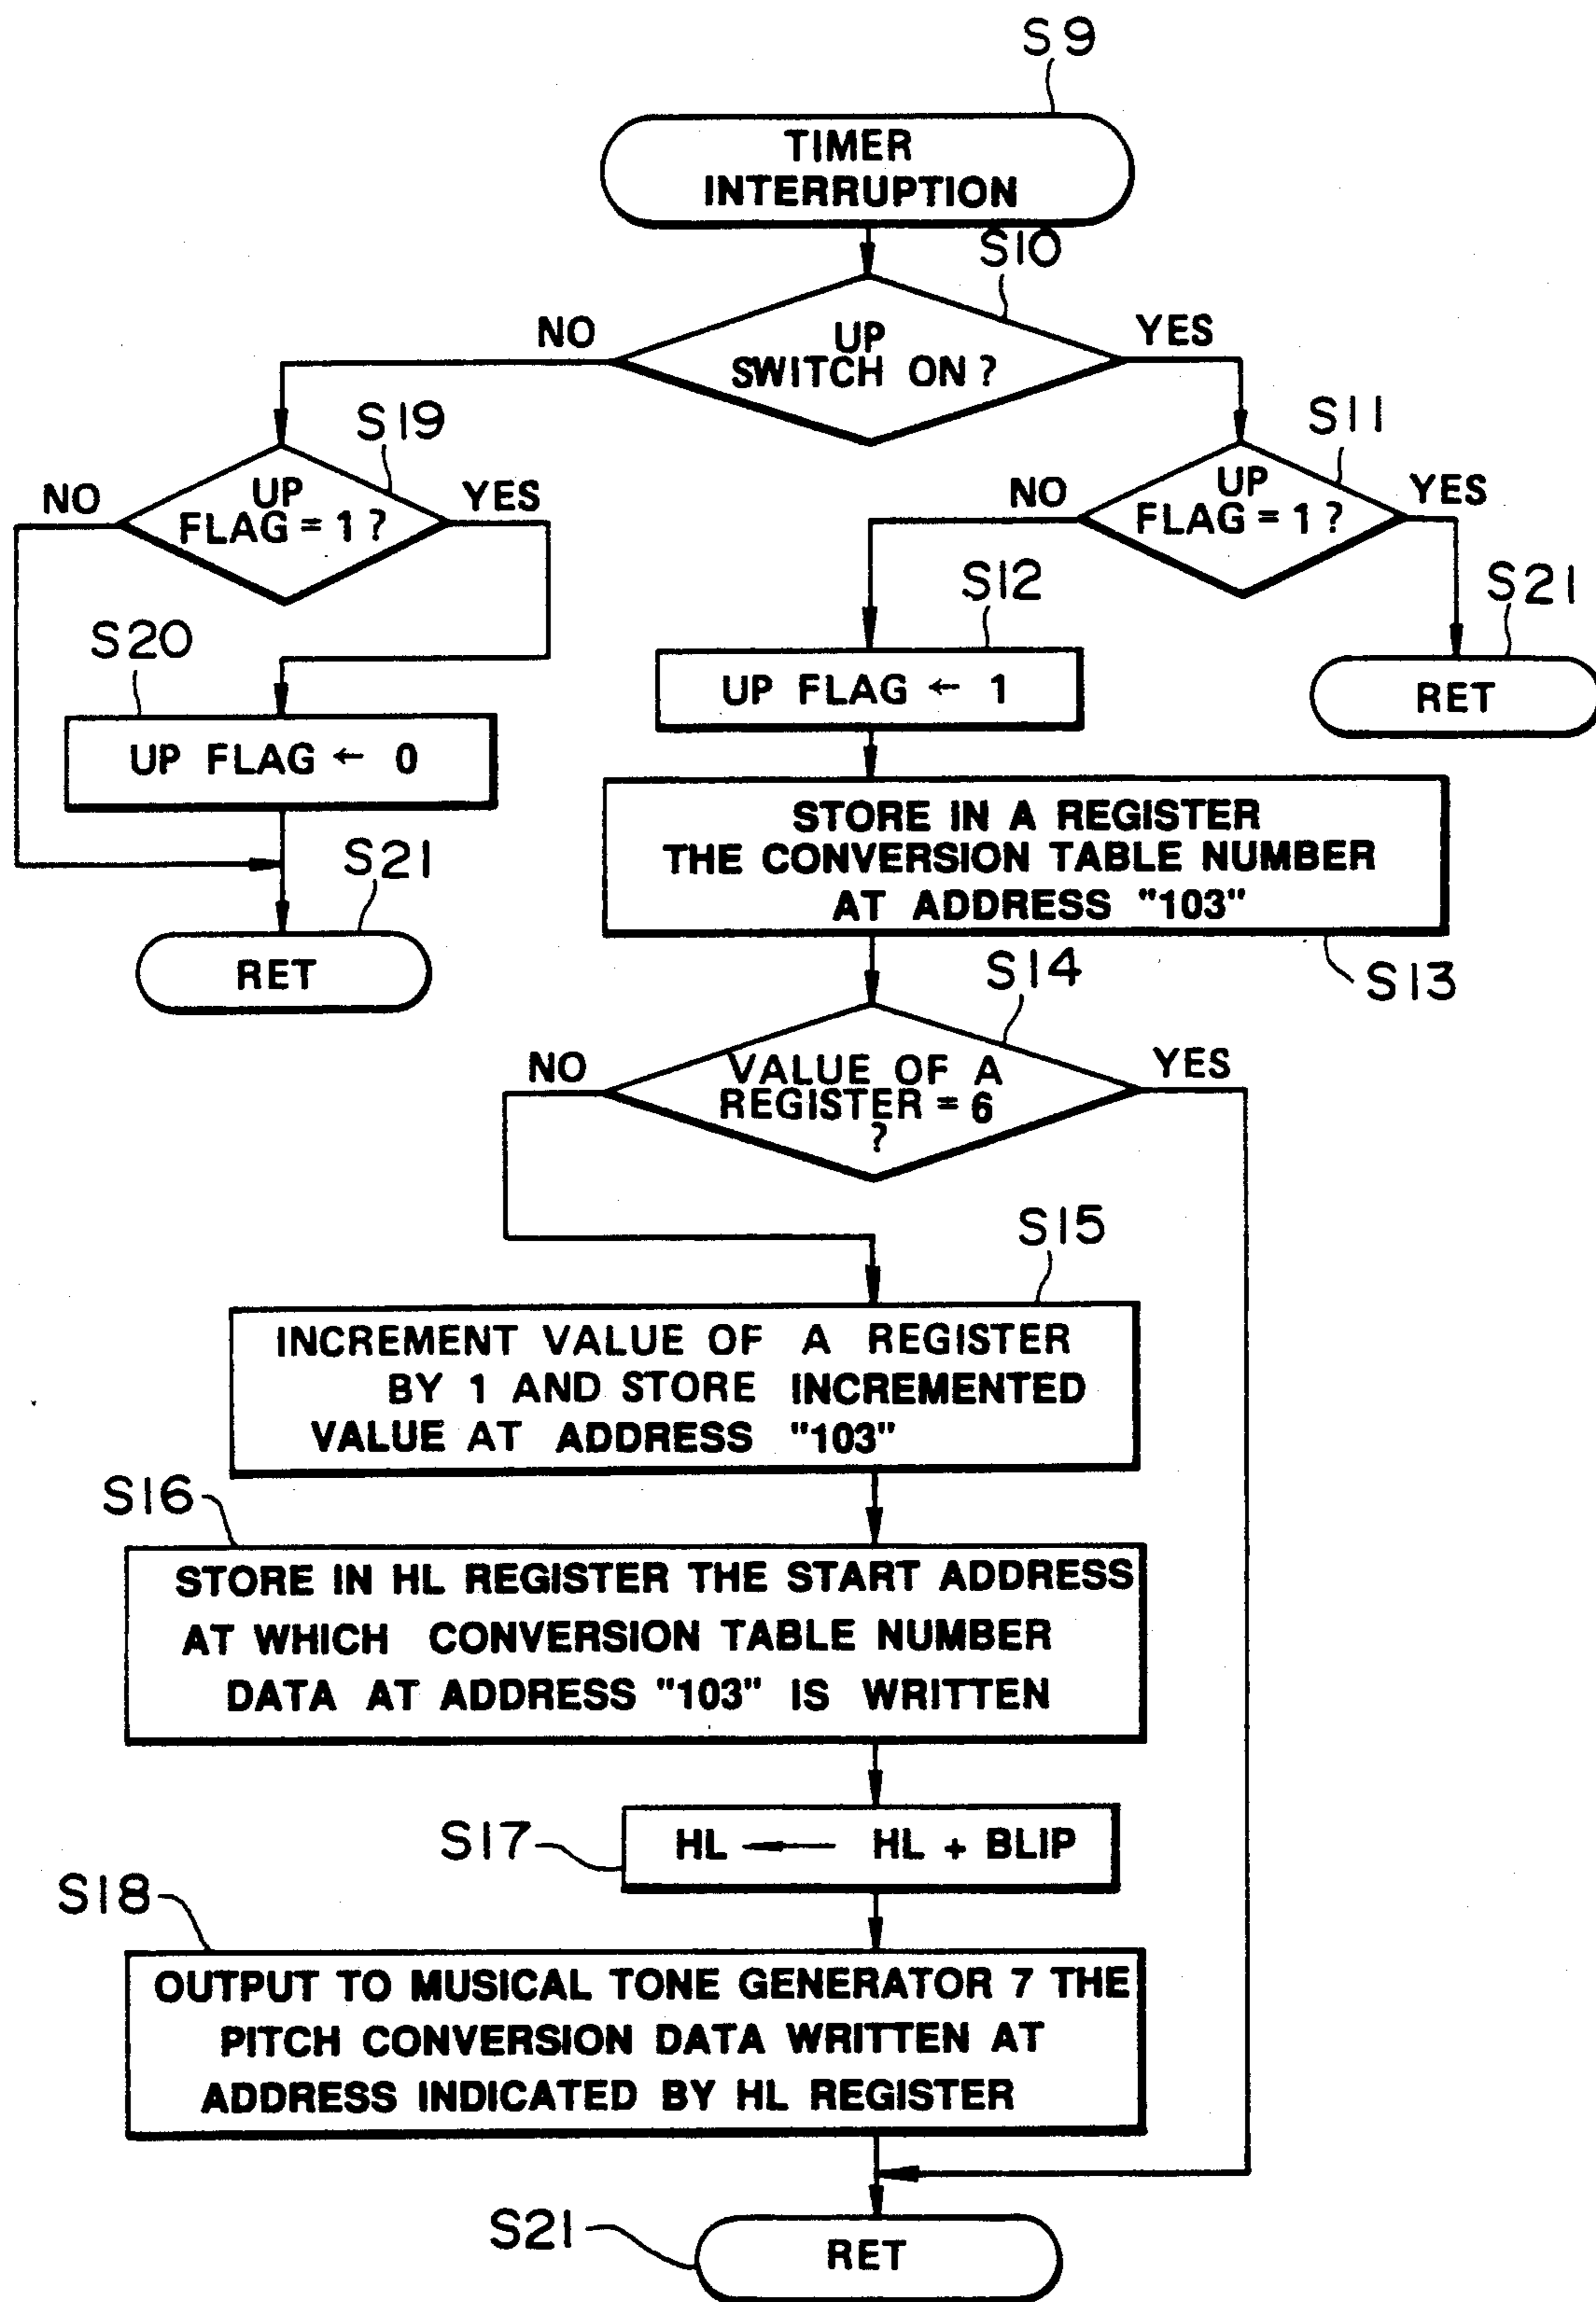 S9
TIMER
INTERRUPTION
S10
NO
UP
SWITCH ON ?
YES
S19
NO
UP
FLAG = 1 ?
YES
S11
NO
UP
FLAG = 1 ?
YES
S20
UP FLAG ← 0
S12
UP FLAG ← 1
S21
RET
STORE IN A REGISTER
THE CONVERSION TABLE NUMBER
AT ADDRESS "103"
S13
S21
RET
S14
NO
VALUE OF A
REGISTER = 6
?
YES
S15
INCREMENT VALUE OF A REGISTER
BY 1 AND STORE INCREMENTED
VALUE AT ADDRESS "103"
S16
STORE IN HL REGISTER THE START ADDRESS
AT WHICH CONVERSION TABLE NUMBER
DATA AT ADDRESS "103" IS WRITTEN
S17
HL ← HL + BLIP
S18
OUTPUT TO MUSICAL TONE GENERATOR 7 THE
PITCH CONVERSION DATA WRITTEN AT
ADDRESS INDICATED BY HL REGISTER
S21
RET